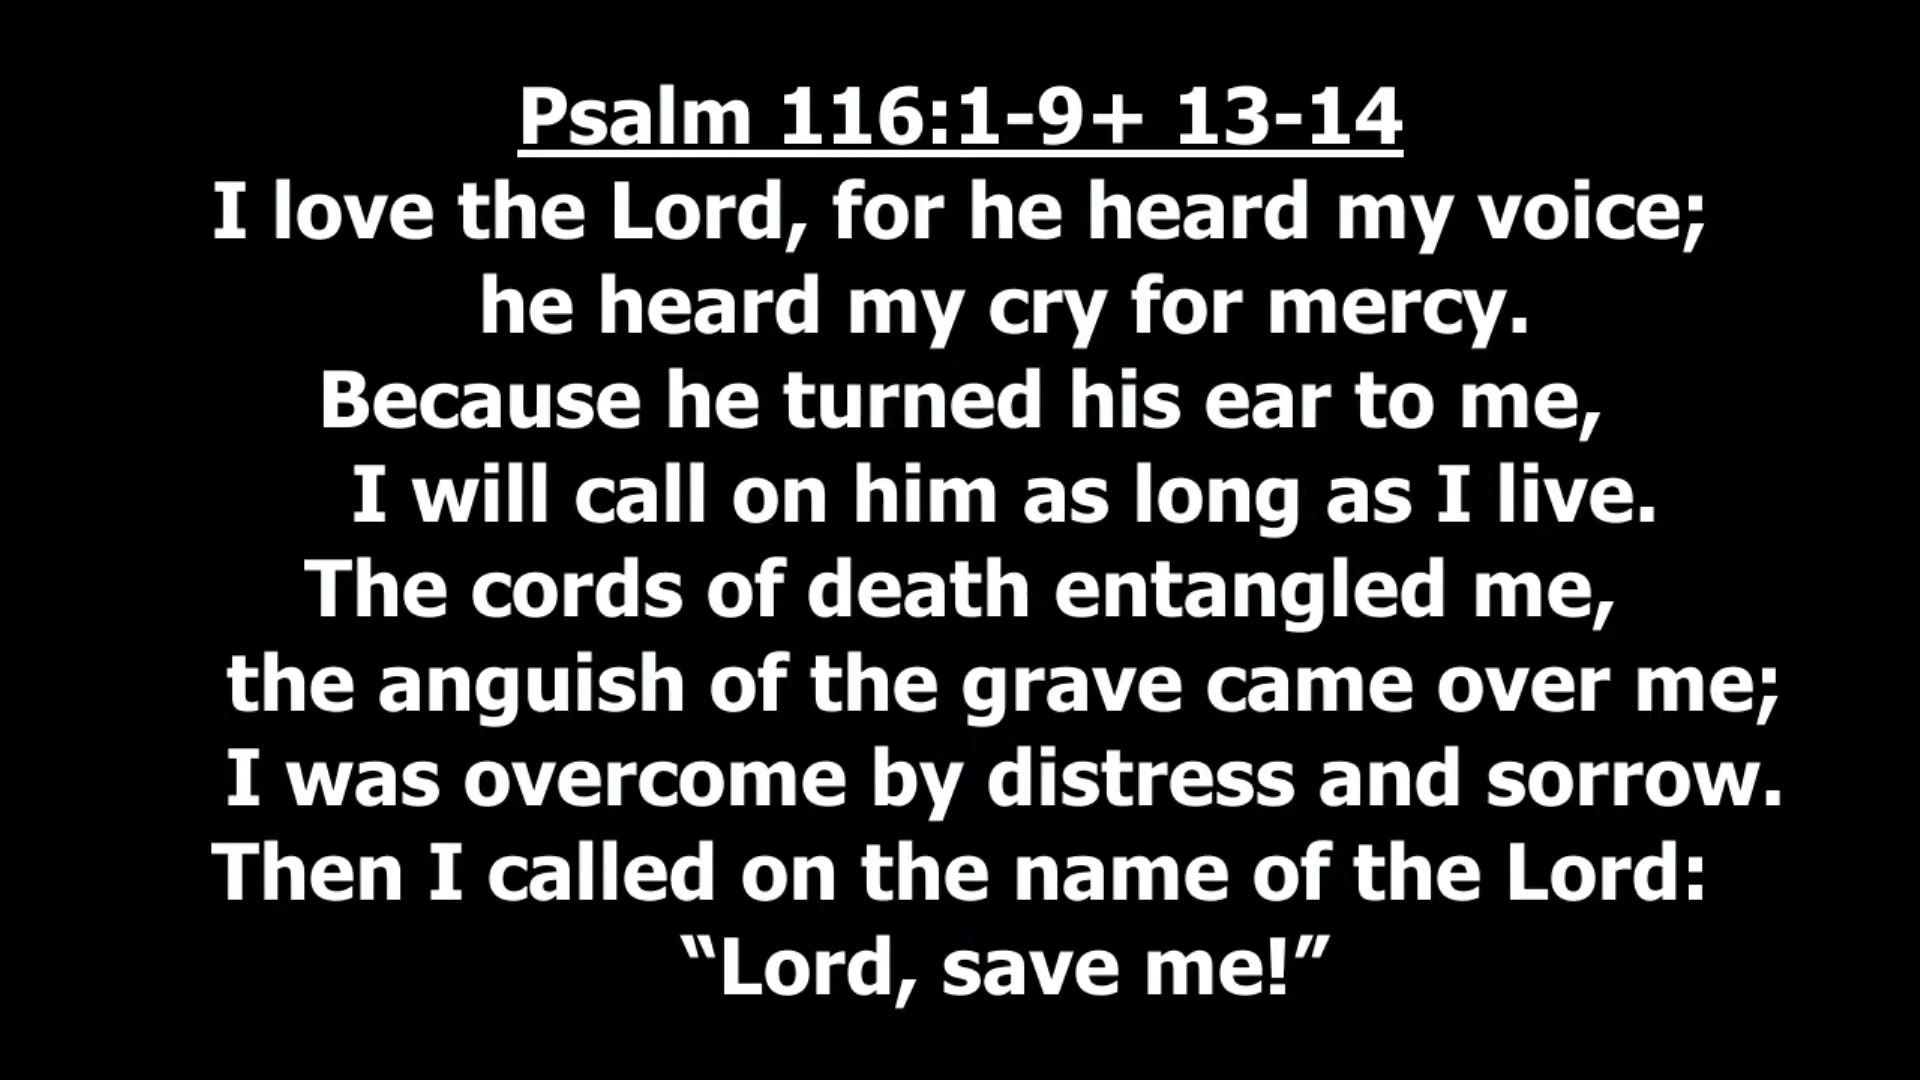 Psalm 116:1-9+ 13-14
I love the Lord, for he heard my voice;
he heard my cry for mercy.
Because he turned his ear to me,
I will call on him as long as I live.
The cords of death entangled me,
the anguish of the grave came over me;
I was overcome by distress and sorrow.
Then I called on the name of the Lord:
“Lord, save me!”